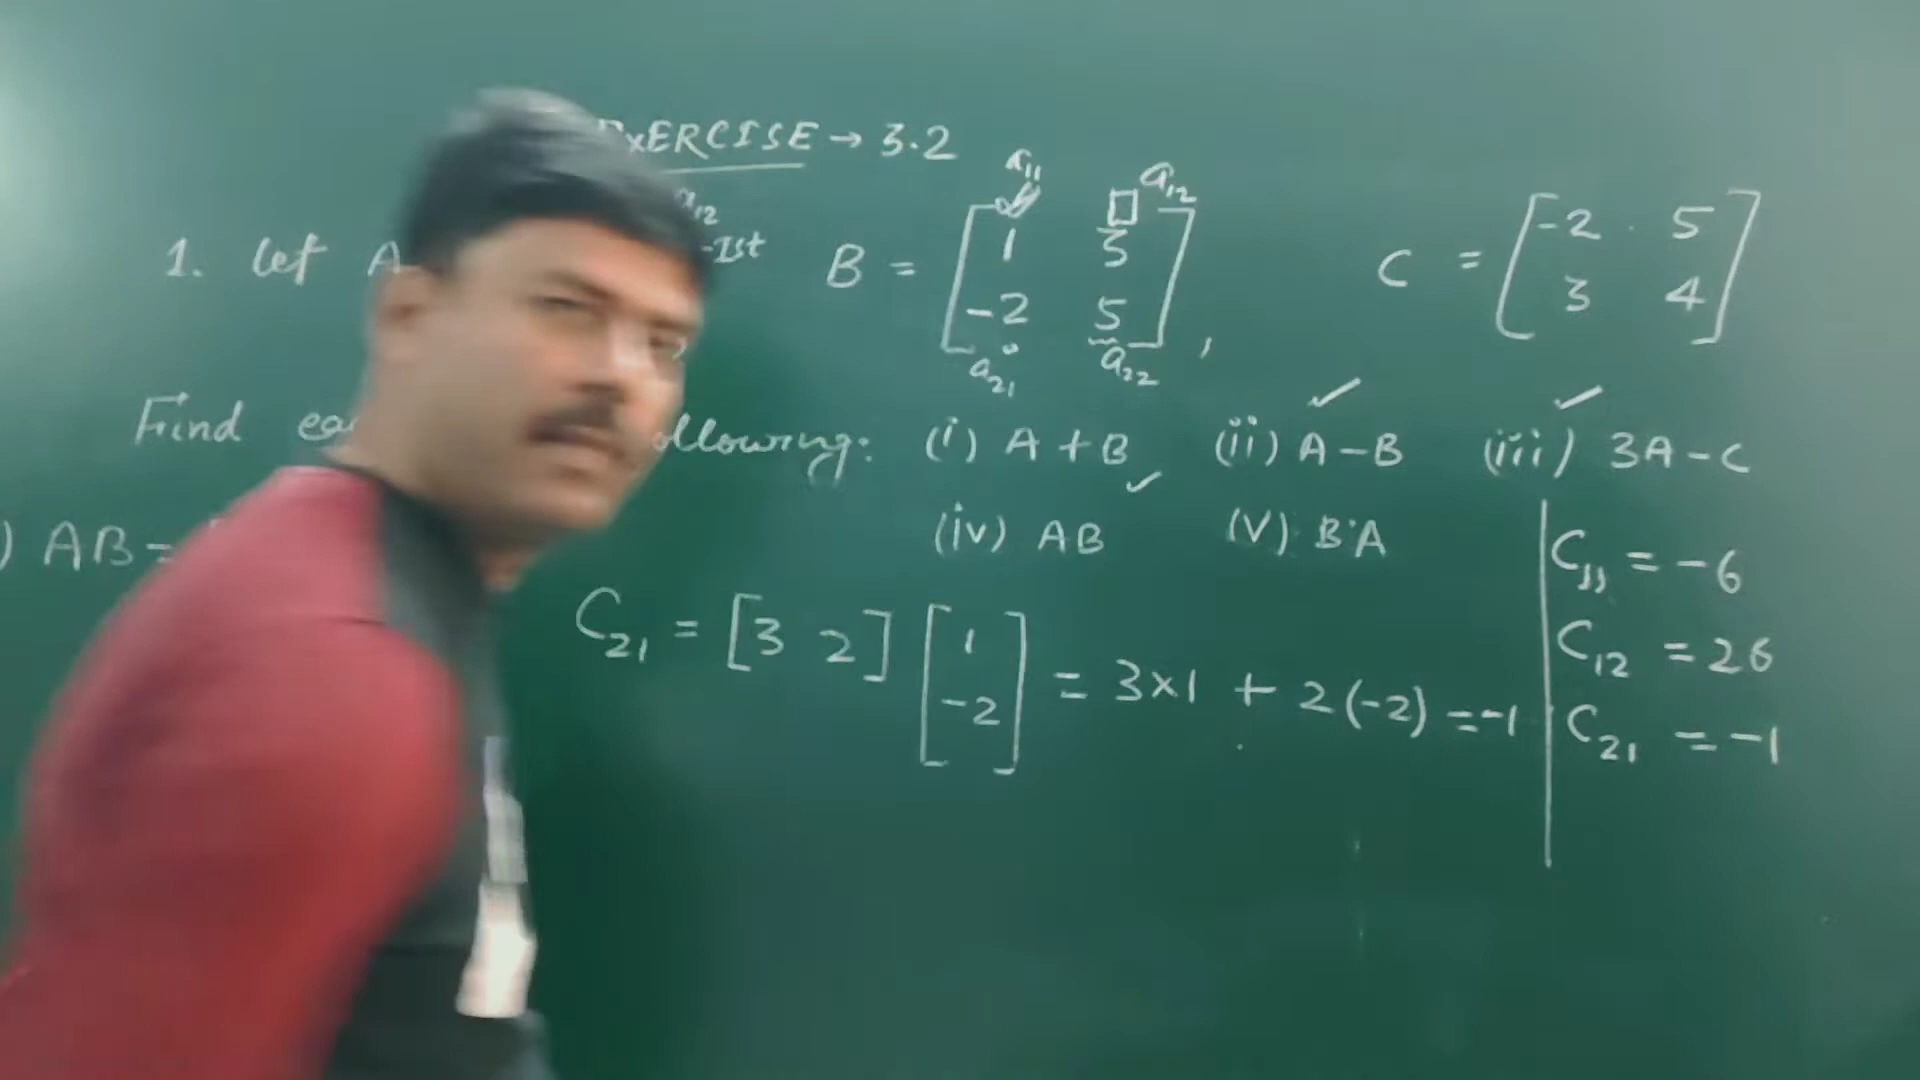 EXERCISE → 3.2
a₁₁ a₁₂
a₁₂
1. Let A -Ist B = [1 3
-2 5], C = [-2 5
3 4]
a₂₁ a₂₂
Find following: (i) A + B (ii) A - B (iii) 3A - C
(iv) AB (v) BA
) AB =
C₁₁ = -6
C₂₁ = [3 2] [1
-2] = 3×1 + 2(-2) = -1
C₁₂ = 26
C₂₁ = -1